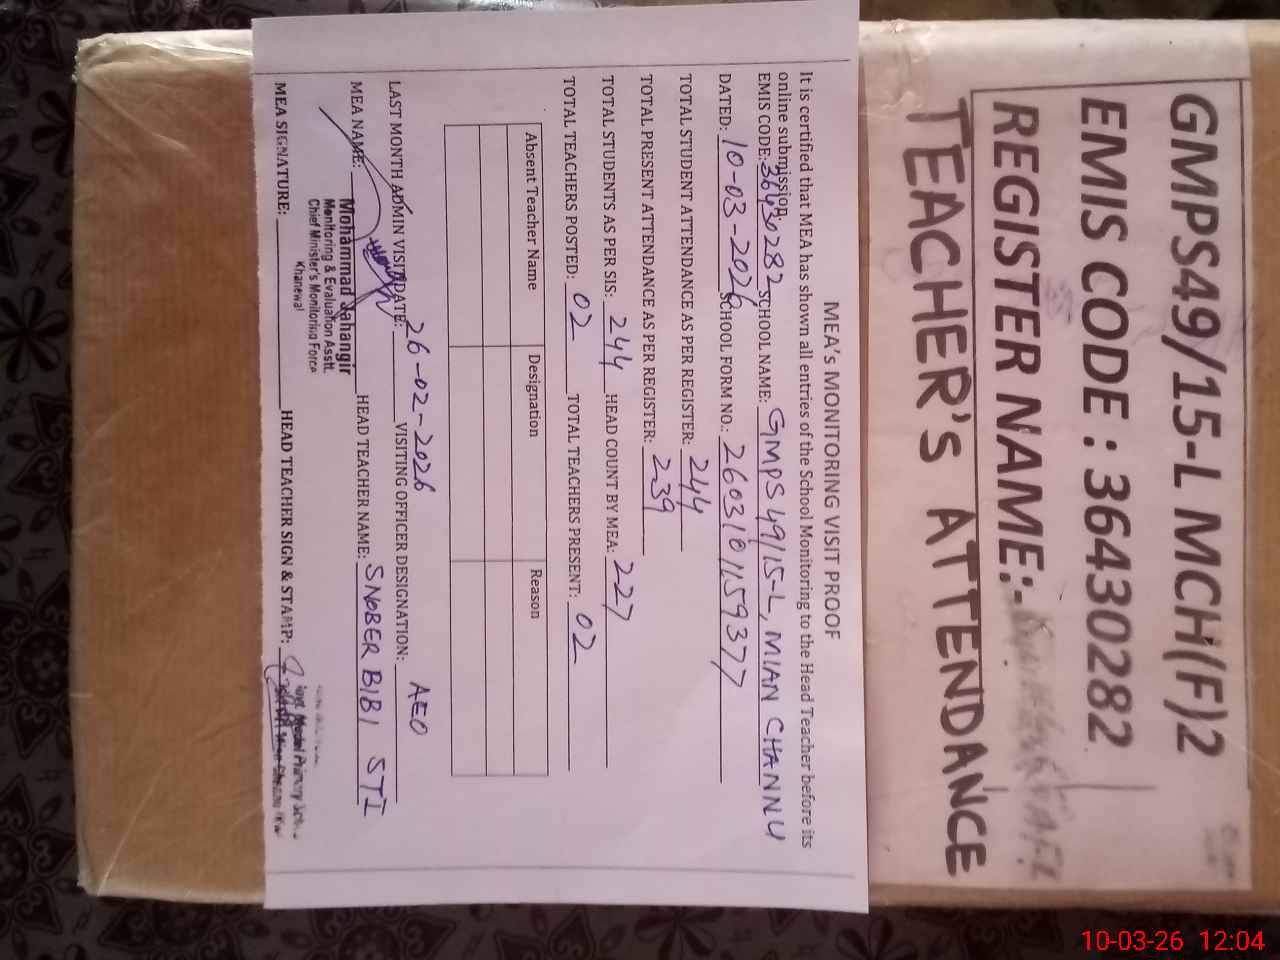 GMPS49/15-L MCH(F)2
EMIS CODE : 36430282
REGISTER NAME:-
TEACHER'S ATTENDANCE
MEA's MONITORING VISIT PROOF
It is certified that MEA has shown all entries of the School Monitoring to the Head Teacher before its
online submission.
EMIS CODE: 36430282 SCHOOL NAME: GMPS 49/15-L, MIAN CHANNU
DATED: 10-03-2026 SCHOOL FORM NO.: 2603101159377
TOTAL STUDENT ATTENDANCE AS PER REGISTER: 244
TOTAL PRESENT ATTENDANCE AS PER REGISTER: 239
TOTAL STUDENTS AS PER SIS: 244 HEAD COUNT BY MEA: 227
TOTAL TEACHERS POSTED: 02 TOTAL TEACHERS PRESENT: 02
Absent Teacher Name Designation Reason
LAST MONTH ADMIN VISIT DATE: 26-02-2026 VISITING OFFICER DESIGNATION: AEO
MEA NAME: Mohammad Jahangir HEAD TEACHER NAME: SNOBER BIBI STI
Monitoring & Evaluation Asstt.
Chief Minister's Monitoring Force
Khanewal
MEA SIGNATURE: HEAD TEACHER SIGN & STAMP:
Govt. Model Primary
10-03-26 12:04